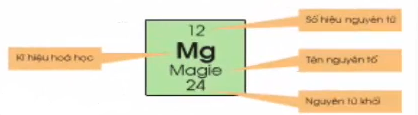 Số hiệu nguyên tử
12
Kí hiệu hoá học
Mg
Magie
Tên nguyên tố
24
Nguyên tử khối